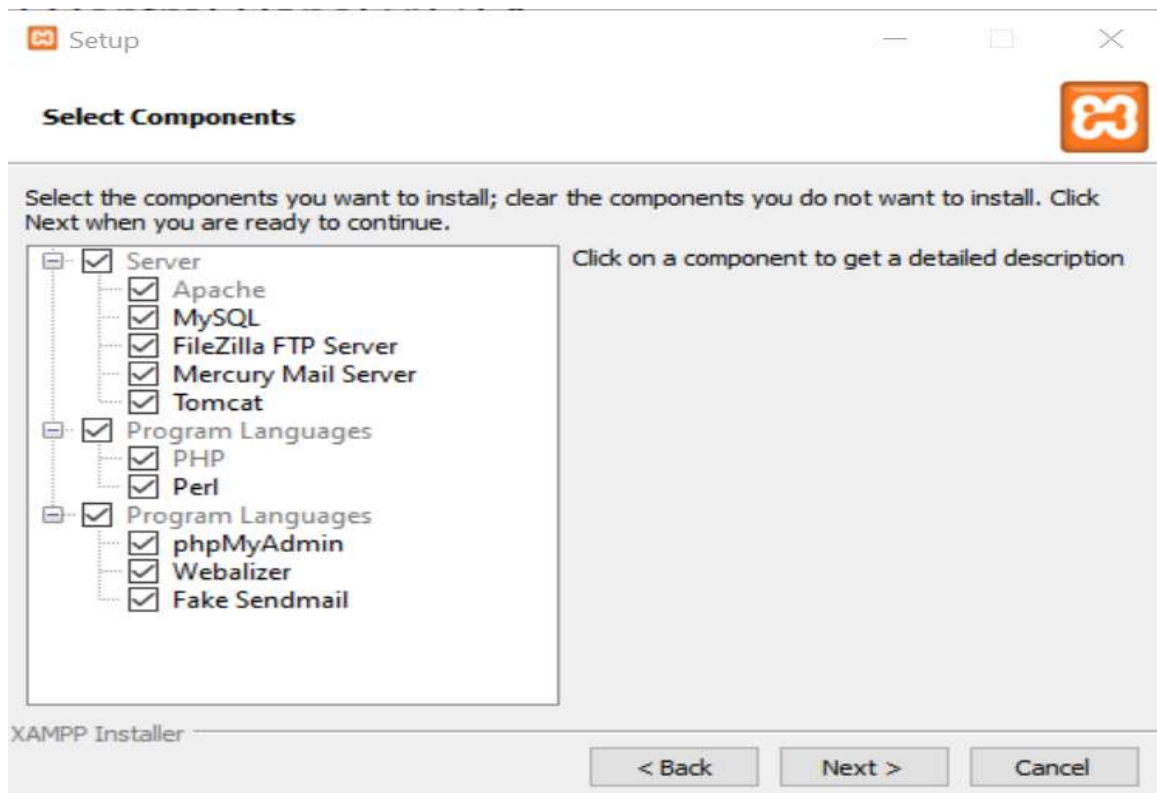 Setup
Select Components
Select the components you want to install; clear the components you do not want to install. Click
Next when you are ready to continue.
Server
Apache
MySQL
FileZilla FTP Server
Mercury Mail Server
Tomcat
Program Languages
PHP
Perl
Program Languages
phpMyAdmin
Webalizer
Fake Sendmail
Click on a component to get a detailed description
XAMPP Installer
< Back Next > Cancel